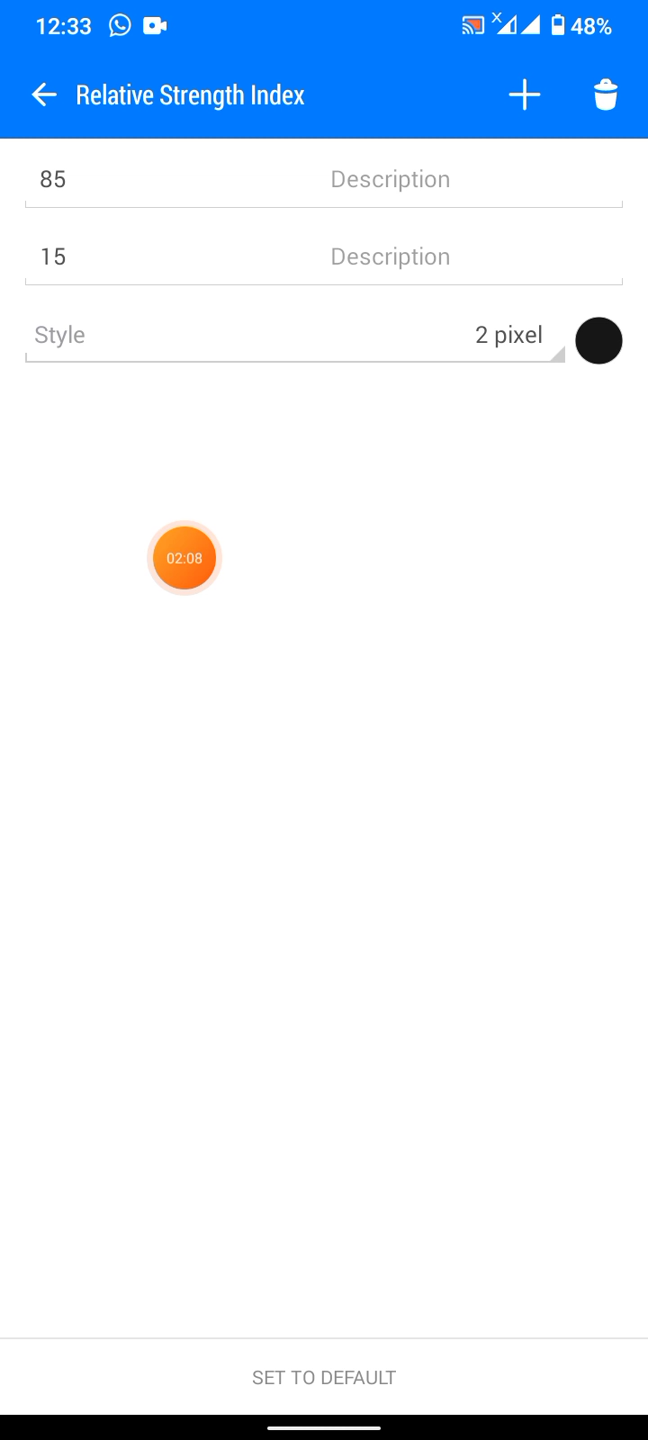 12:33 48%
Relative Strength Index
85 Description
15 Description
Style 2 pixel
02:08
SET TO DEFAULT